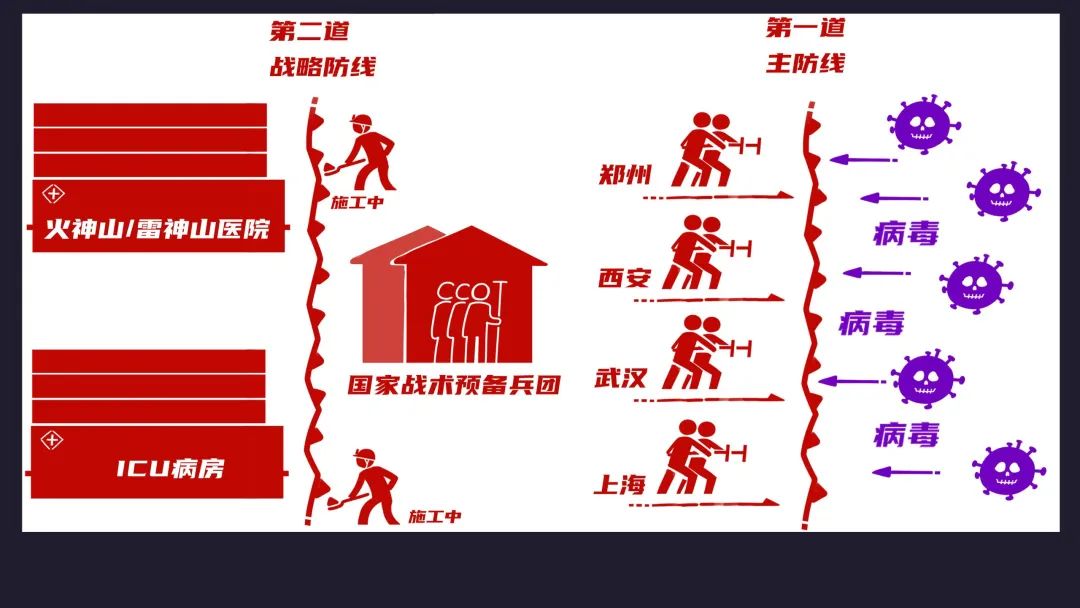 第二道
战略防线
第一道
主防线
火神山/雷神山医院
施工中
国家战术预备兵团
ICU病房
施工中
郑州
西安
武汉
上海
病毒
病毒
病毒